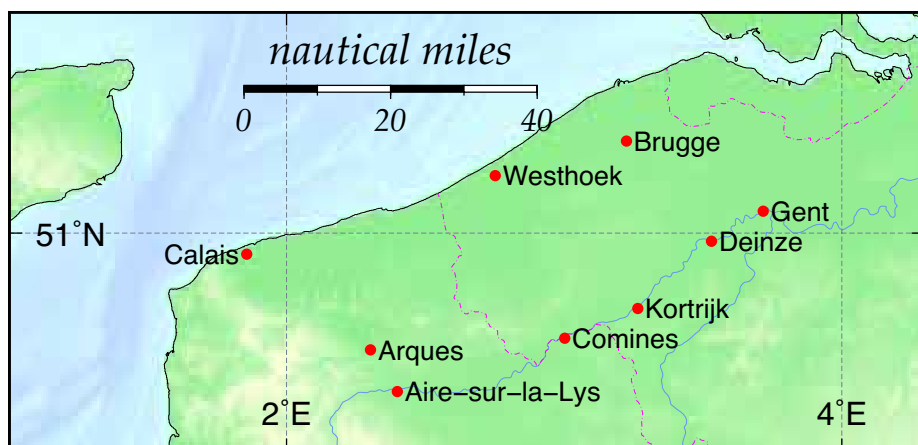 nautical miles
0 20 40
Brugge
Westhoek
Gent
51°N
Deinze
Calais
Kortrijk
Comines
Arques
Aire−sur−la−Lys
2°E
4°E